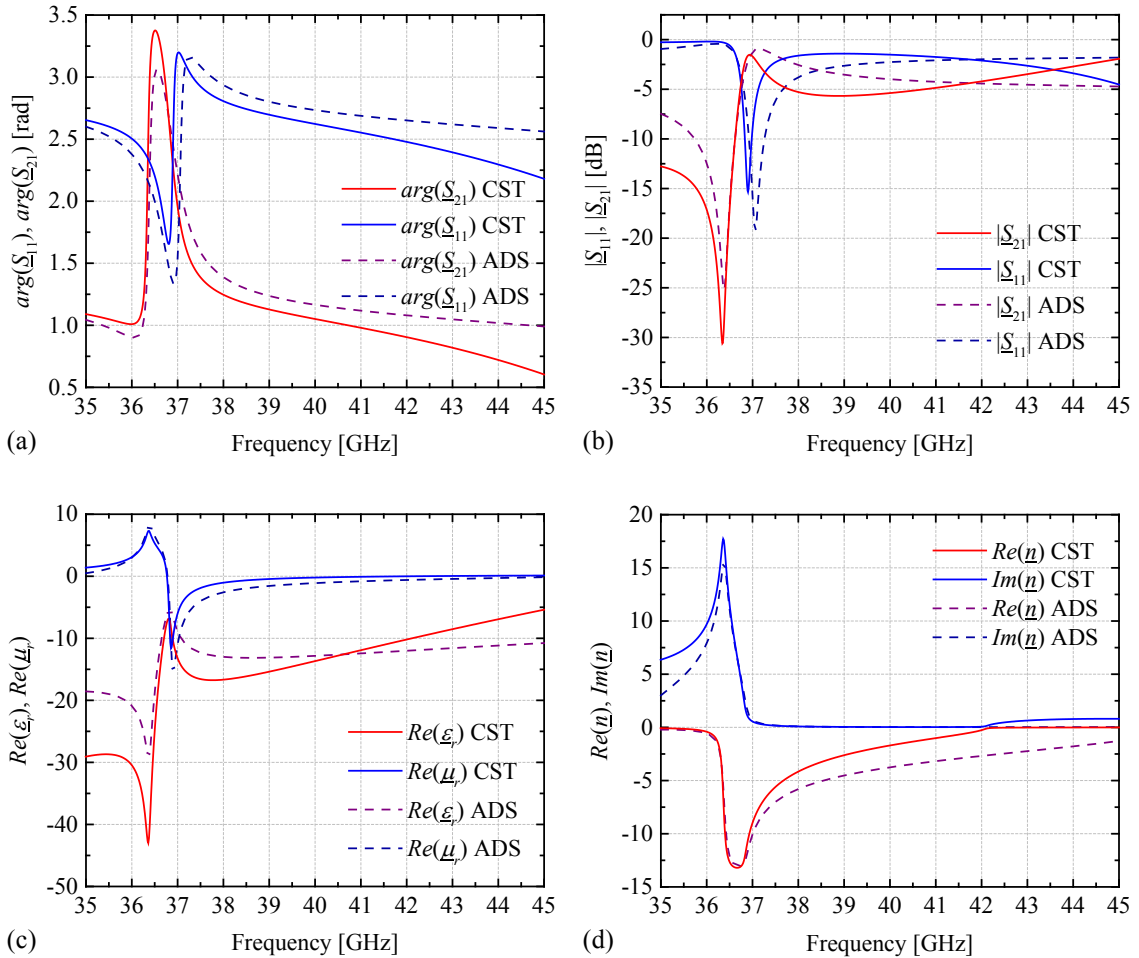 3.5
3.0
2.5
2.0
1.5
1.0
0.5
arg(S11), arg(S21) [rad]
arg(S21) CST
arg(S11) CST
arg(S21) ADS
arg(S11) ADS
35 36 37 38 39 40 41 42 43 44 45
Frequency [GHz]
(a)
0
-5
-10
-15
-20
-25
-30
-35
|S11|, |S21| [dB]
|S21| CST
|S11| CST
|S21| ADS
|S11| ADS
35 36 37 38 39 40 41 42 43 44 45
Frequency [GHz]
(b)
10
0
-10
-20
-30
-40
-50
Re(εr), Re(μr)
Re(εr) CST
Re(μr) CST
Re(εr) ADS
Re(μr) ADS
35 36 37 38 39 40 41 42 43 44 45
Frequency [GHz]
(c)
20
15
10
5
0
-5
-10
-15
Re(n), Im(n)
Re(n) CST
Im(n) CST
Re(n) ADS
Im(n) ADS
35 36 37 38 39 40 41 42 43 44 45
Frequency [GHz]
(d)